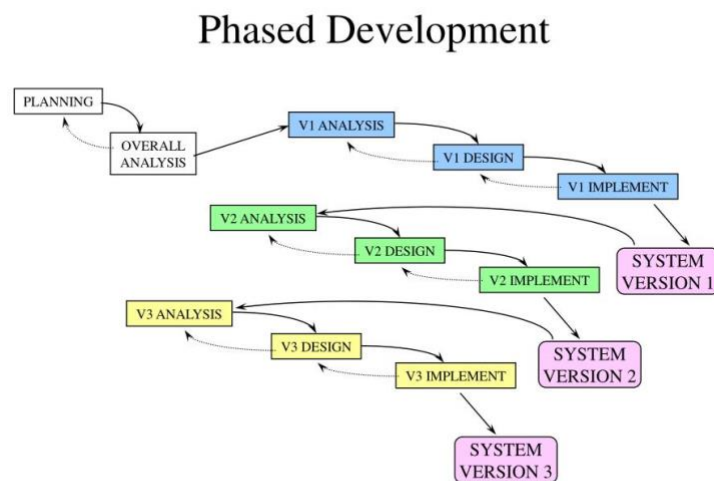 Phased Development
PLANNING
OVERALL
ANALYSIS
V1 ANALYSIS
V1 DESIGN
V1 IMPLEMENT
SYSTEM
VERSION 1
V2 ANALYSIS
V2 DESIGN
V2 IMPLEMENT
SYSTEM
VERSION 2
V3 ANALYSIS
V3 DESIGN
V3 IMPLEMENT
SYSTEM
VERSION 3